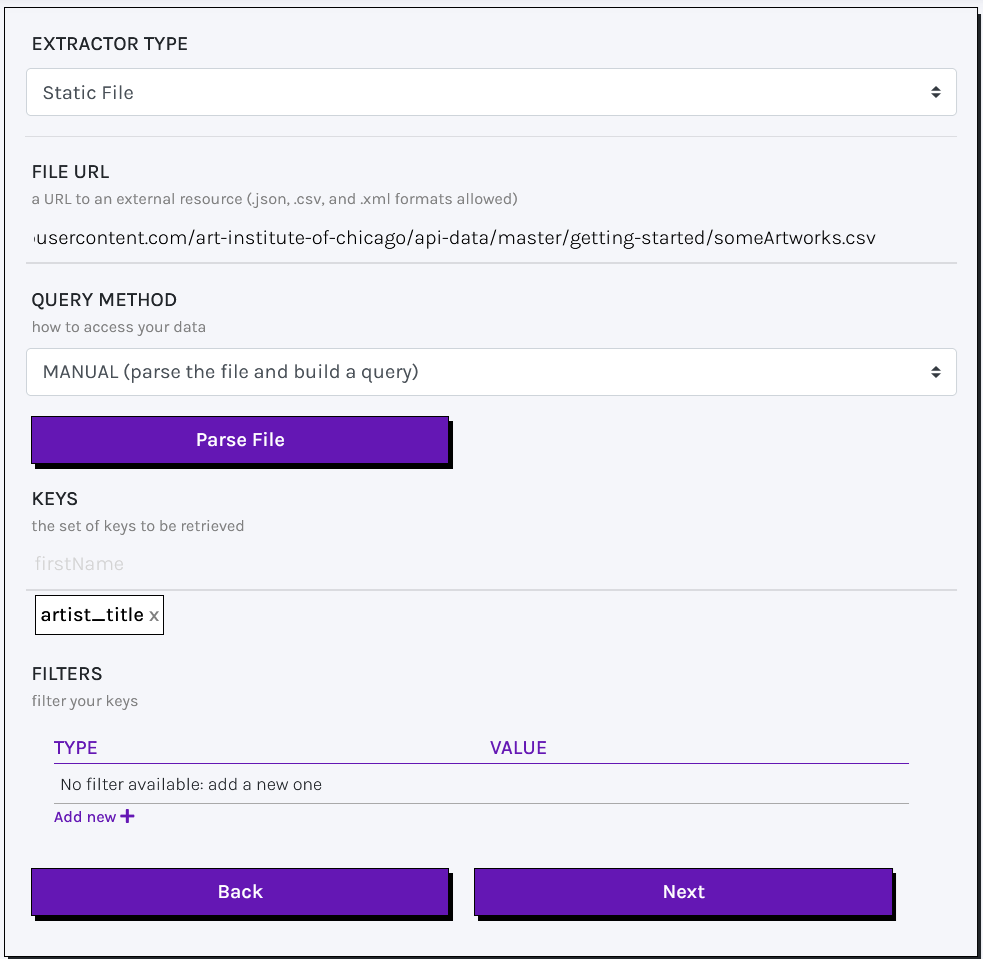 EXTRACTOR TYPE
Static File
FILE URL
a URL to an external resource (.json, .csv, and .xml formats allowed)
usercontent.com/art-institute-of-chicago/api-data/master/getting-started/someArtworks.csv
QUERY METHOD
how to access your data
MANUAL (parse the file and build a query)
Parse File
KEYS
the set of keys to be retrieved
firstName
artist_title x
FILTERS
filter your keys
TYPE VALUE
No filter available: add a new one
Add new +
Back Next